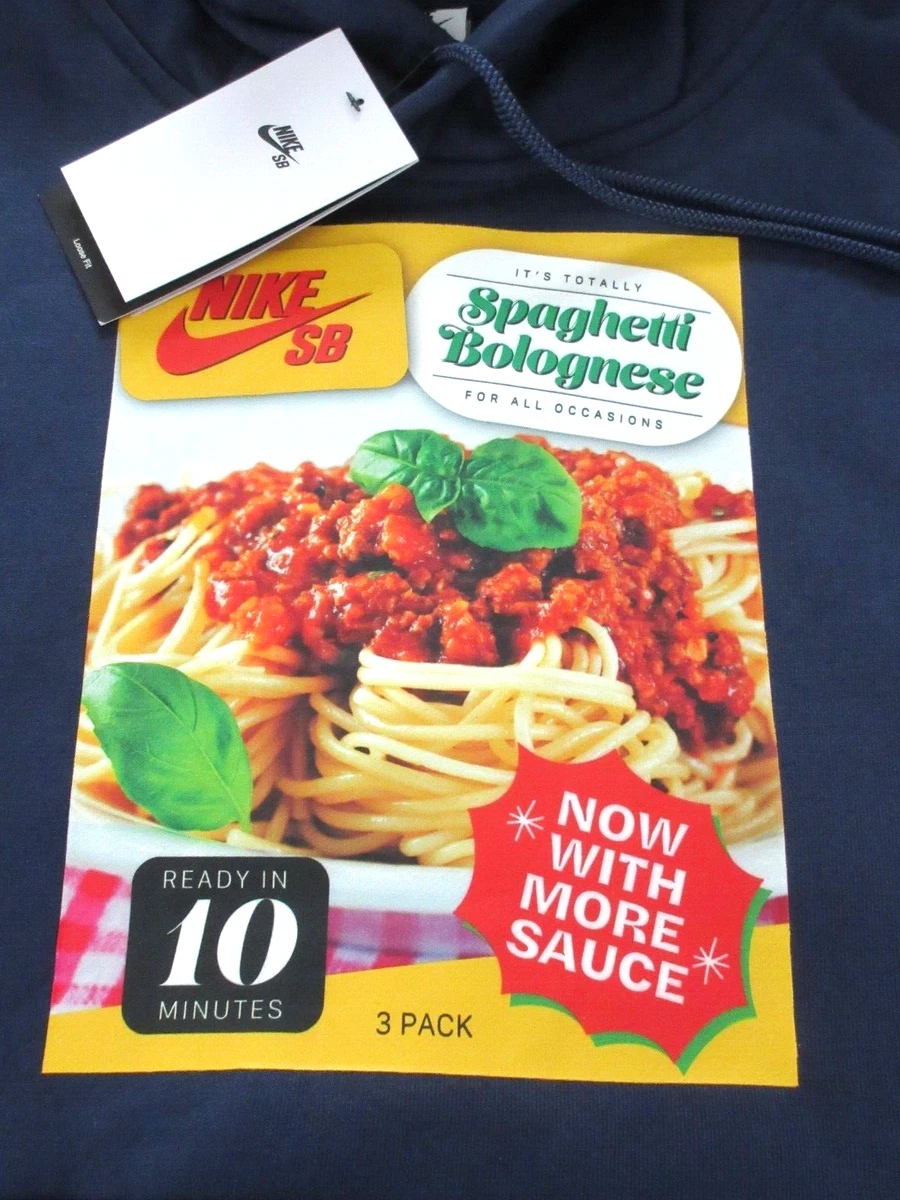 NIKE
SB
Loose Fit
NIKE
SB
IT'S TOTALLY
Spaghetti
Bolognese
FOR ALL OCCASIONS
NOW
WITH
MORE
SAUCE
READY IN
10
MINUTES
3 PACK